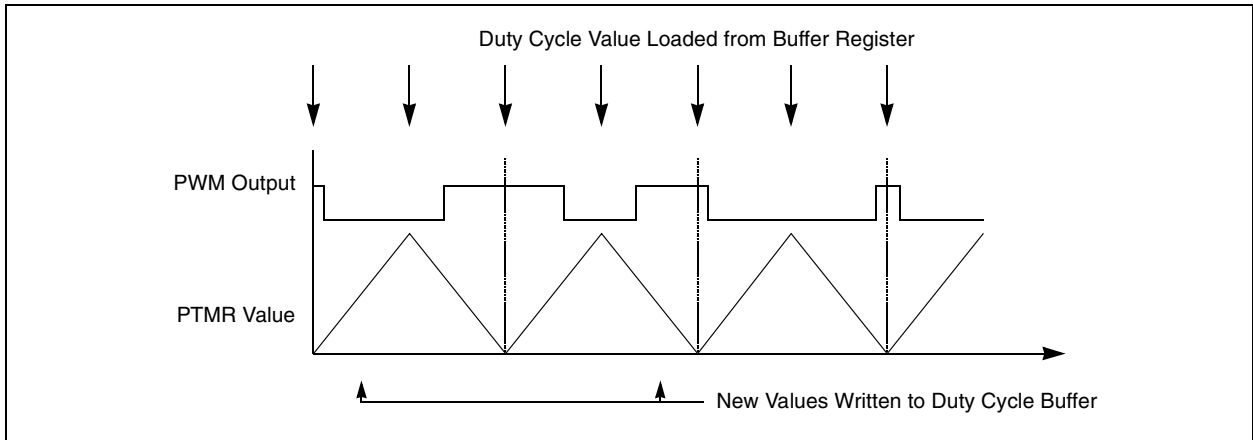 Duty Cycle Value Loaded from Buffer Register
PWM Output
PTMR Value
New Values Written to Duty Cycle Buffer